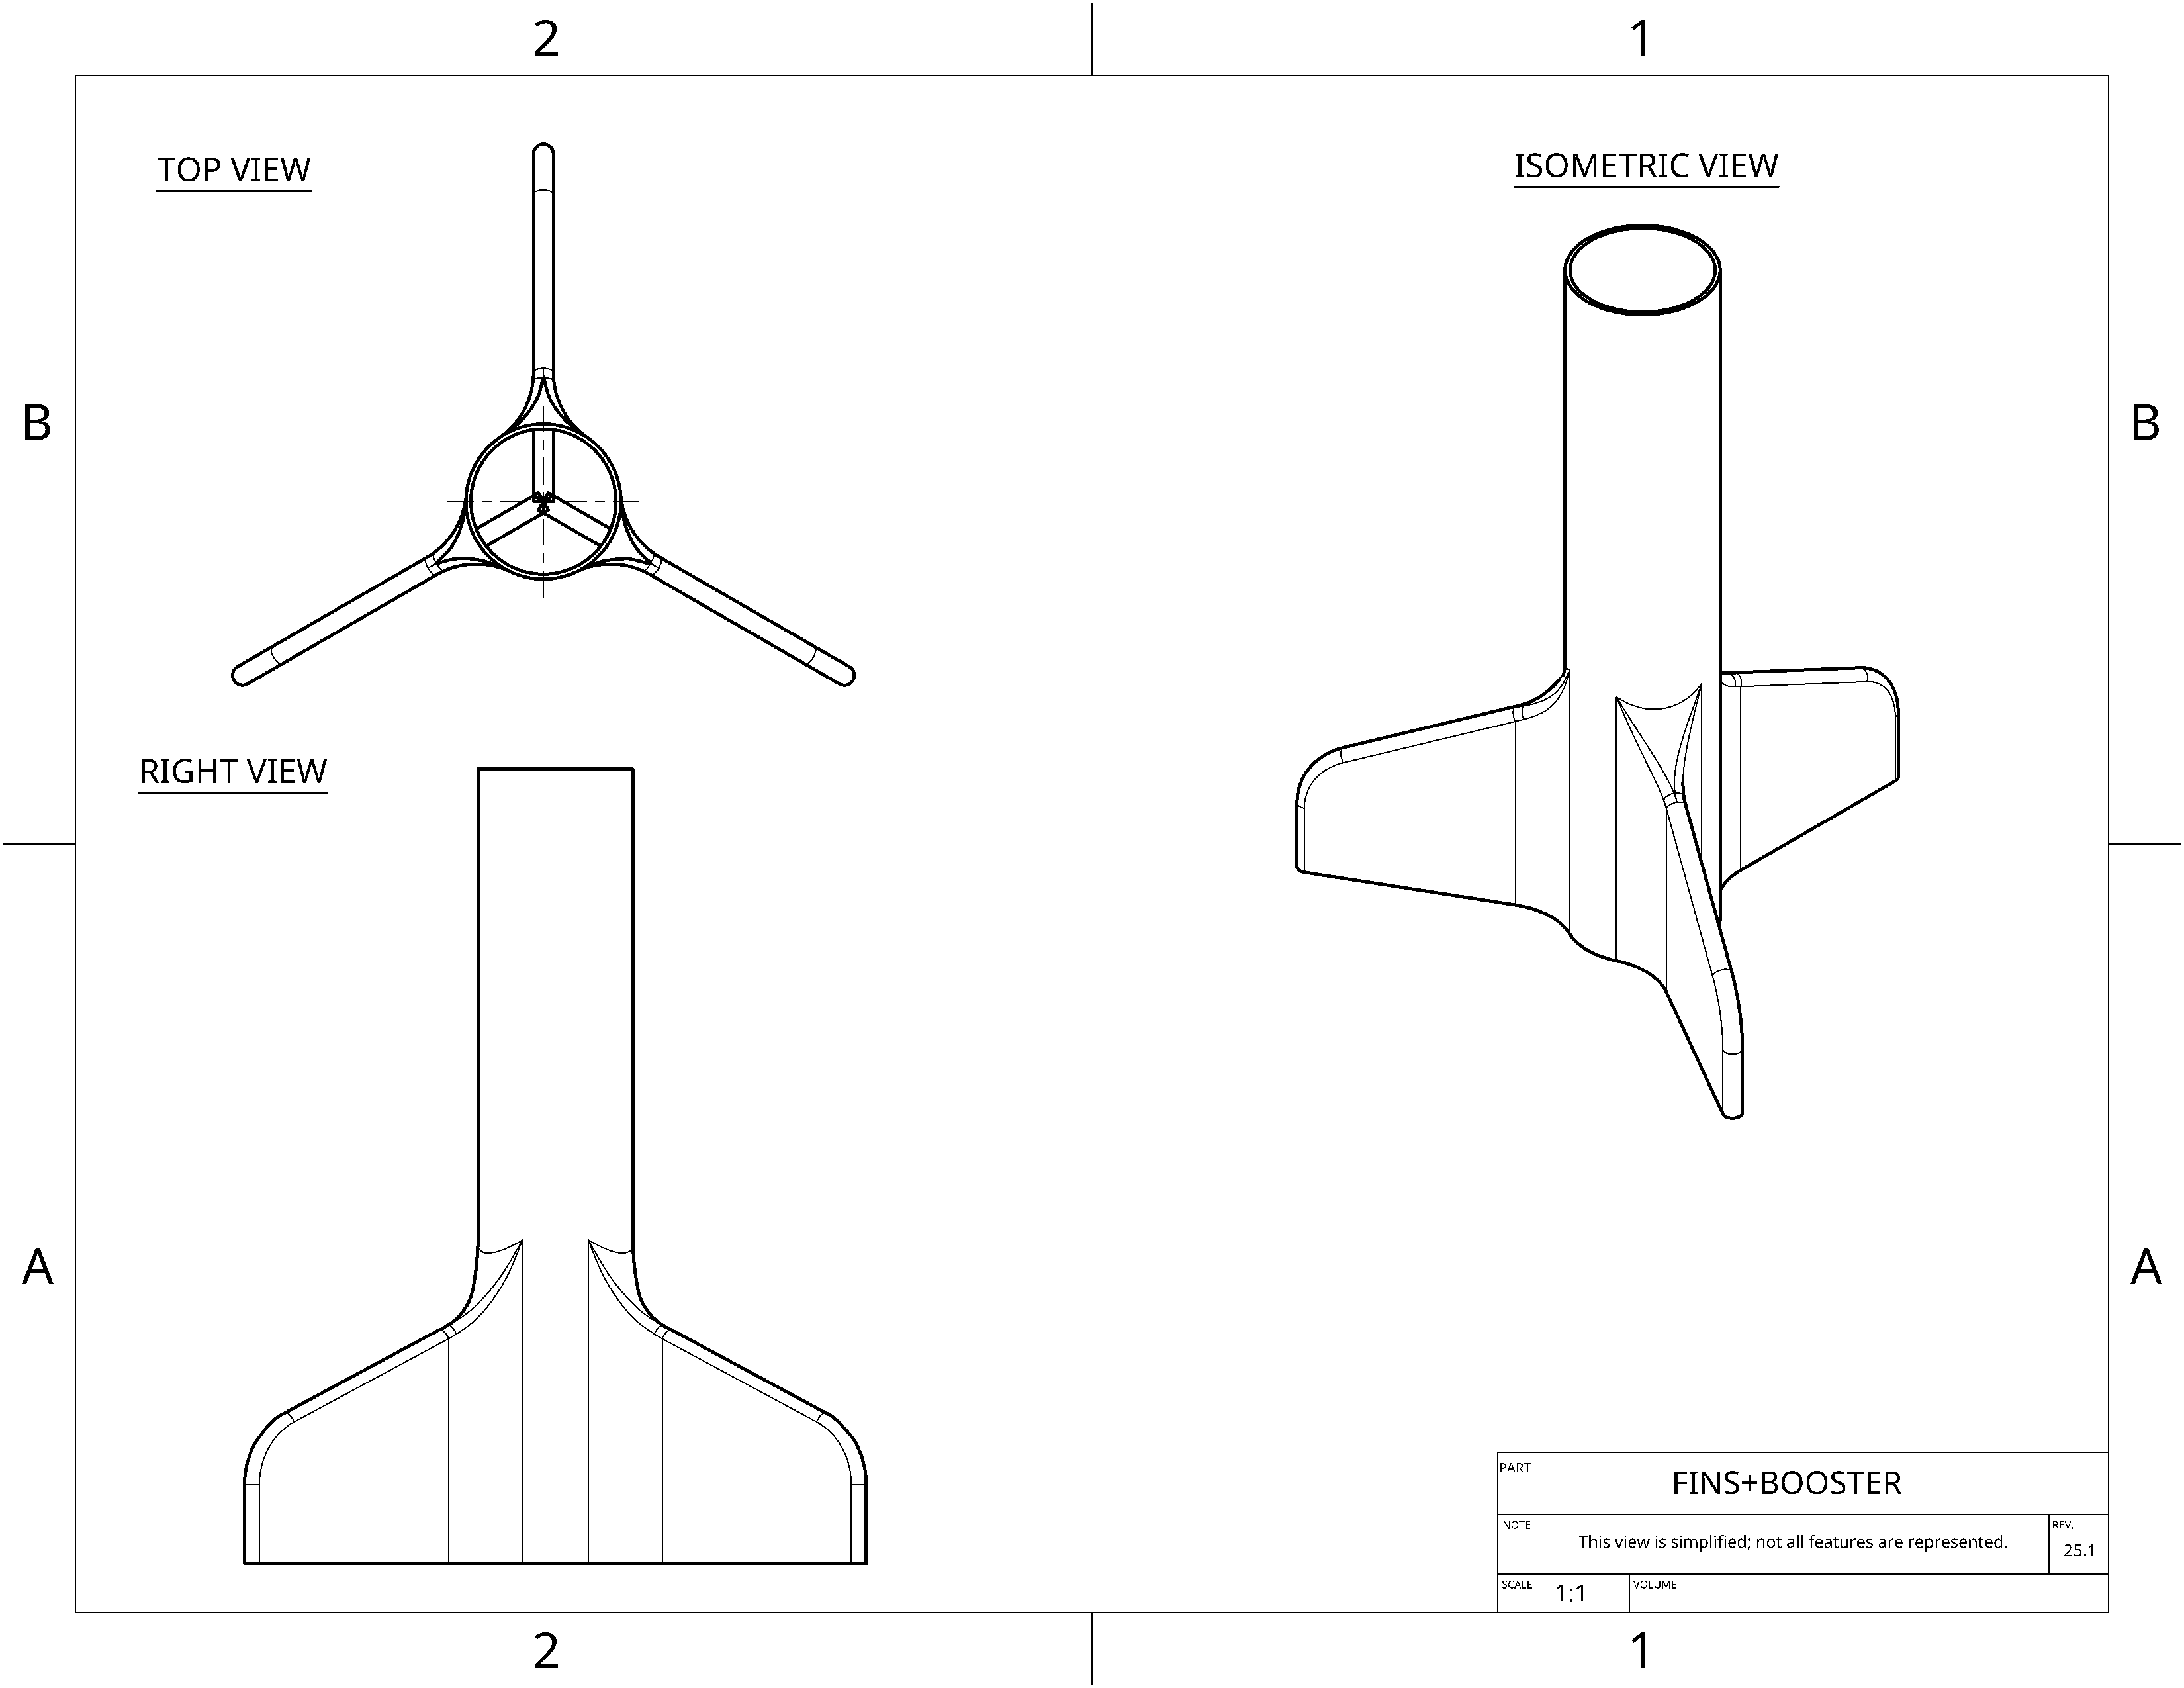 2
1
TOP VIEW
ISOMETRIC VIEW
B
B
RIGHT VIEW
A
A
PART
FINS+BOOSTER
NOTE
This view is simplified; not all features are represented.
REV.
25.1
SCALE
1:1
VOLUME
2
1